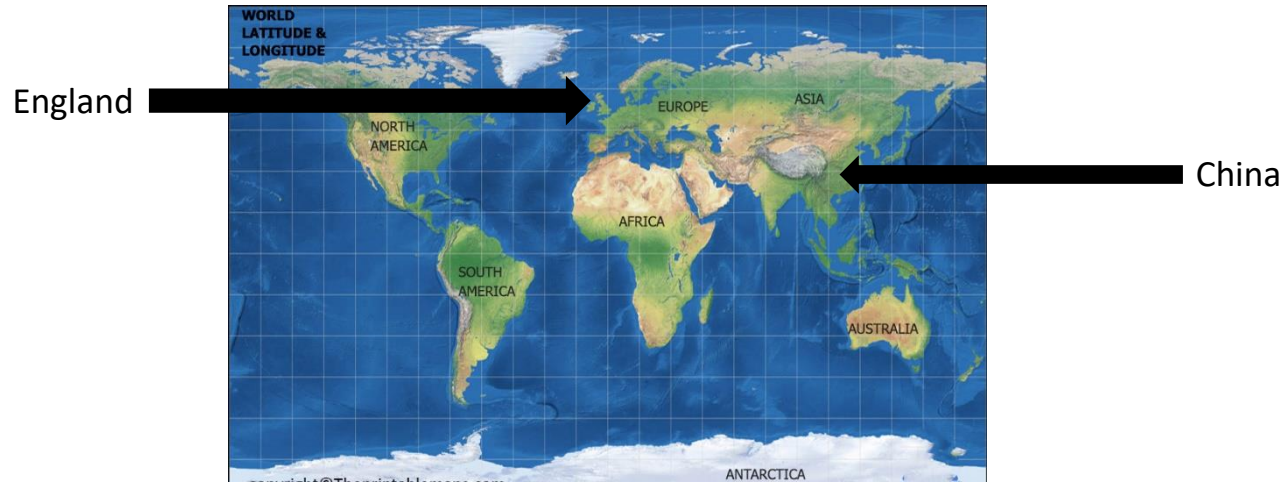 WORLD
LATITUDE &
LONGITUDE
England
EUROPE
ASIA
NORTH
AMERICA
China
AFRICA
SOUTH
AMERICA
AUSTRALIA
ANTARCTICA